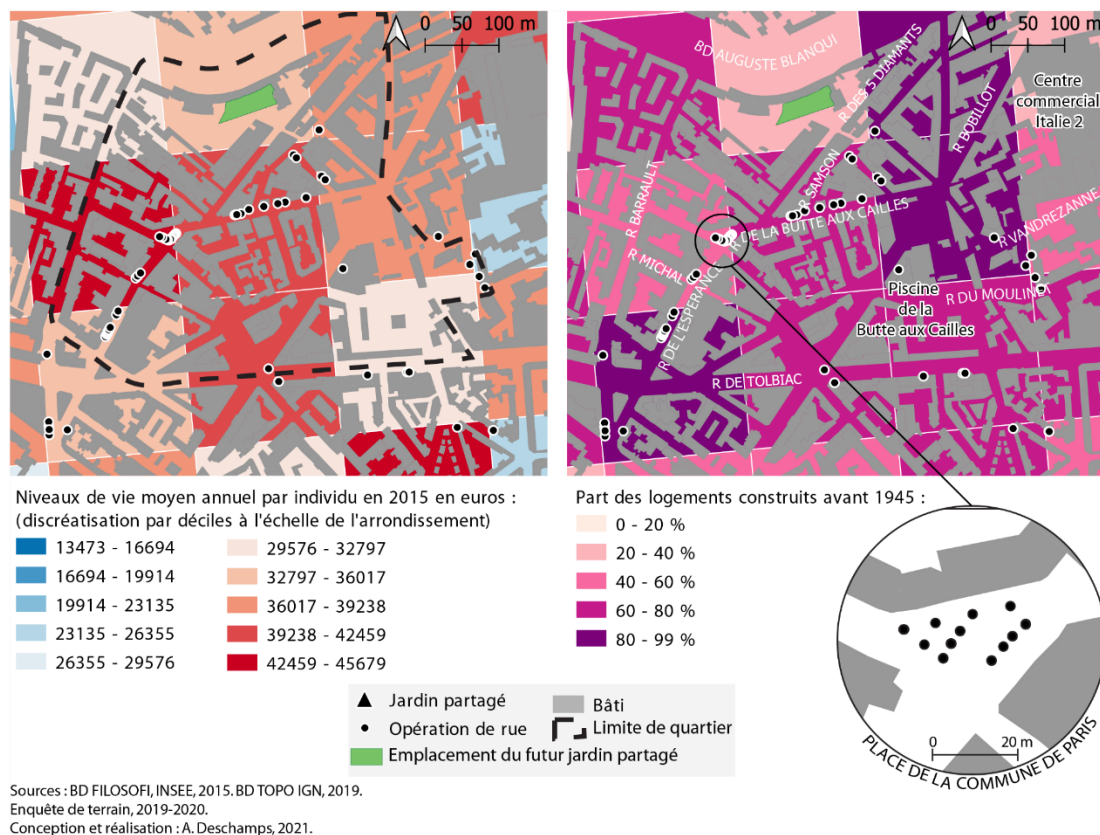 0 50 100 m
0 50 100 m
BD AUGUSTE BLANQUI
R DES 5 DIAMANTS
R BOBILLOT
Centre
commercial
Italie 2
R BARRAULT
R SAMSON
R DE LA BUTTE AUX CAILLES
R VANDREZANNE
R MICHAL
R DE L'ESPERANCE
Piscine
de la
Butte aux Cailles
R DU MOULINET
R DE TOLBIAC
Niveaux de vie moyen annuel par individu en 2015 en euros :
(discréatisation par déciles à l'échelle de l'arrondissement)
13473 - 16694
16694 - 19914
19914 - 23135
23135 - 26355
26355 - 29576
29576 - 32797
32797 - 36017
36017 - 39238
39238 - 42459
42459 - 45679
Part des logements construits avant 1945 :
0 - 20 %
20 - 40 %
40 - 60 %
60 - 80 %
80 - 99 %
Jardin partagé
Opération de rue
Emplacement du futur jardin partagé
Bâti
Limite de quartier
0 20 m
PLACE DE LA COMMUNE DE PARIS
Sources : BD FILOSOFI, INSEE, 2015. BD TOPO IGN, 2019.
Enquête de terrain, 2019-2020.
Conception et réalisation : A. Deschamps, 2021.